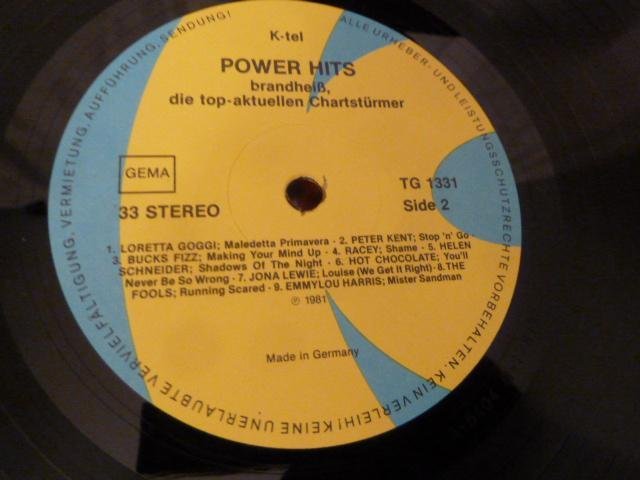 K-tel
POWER HITS
brandheiß,
die top-aktuellen Chartstürmer
GEMA
33 STEREO
TG 1331
Side 2
1. LORETTA GOGGI; Maledetta Primavera · 2. PETER KENT; Stop 'n' Go
3. BUCKS FIZZ; Making Your Mind Up · 4. RACEY; Shame · 5. HELEN
SCHNEIDER; Shadows Of The Night · 6. HOT CHOCOLATE; You'll
Never Be So Wrong · 7. JONA LEWIE; Louise (We Get It Right) · 8. THE
FOOLS; Running Scared · 9. EMMYLOU HARRIS; Mister Sandman
℗ 1981
Made in Germany
ALLE URHEBER- UND LEISTUNGSSCHUTZRECHTE VORBEHALTEN. KEIN VERLEIH! KEINE UNERLAUBTE VERVIELFÄLTIGUNG, VERMIETUNG, AUFFÜHRUNG, SENDUNG!